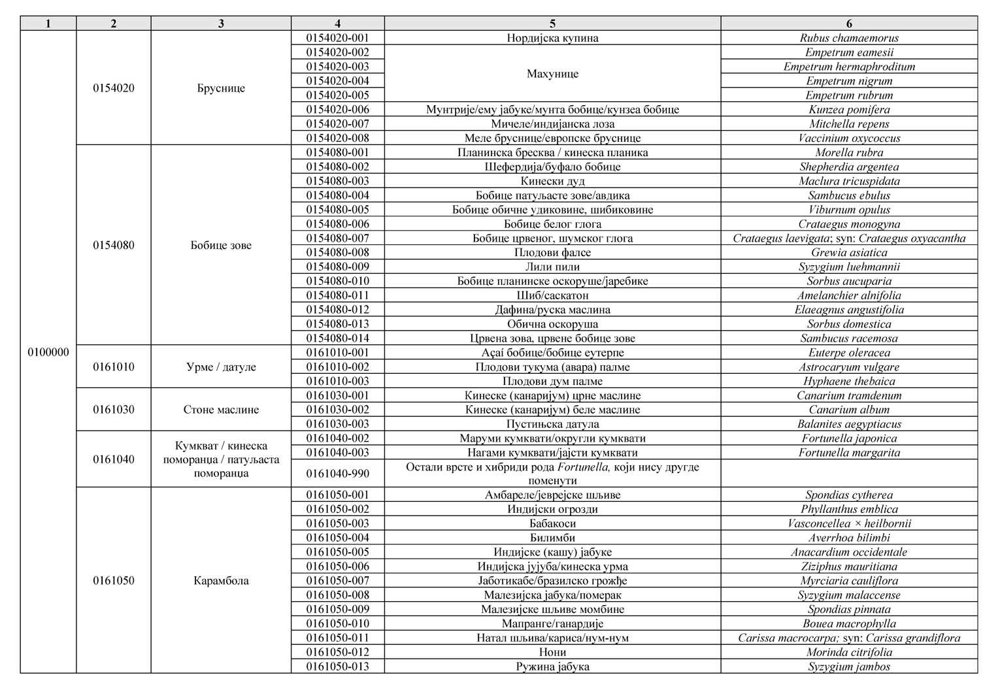 1 2 3 4 5 6
0154020-001 Нордијска купина Rubus chamaemorus
0154020-002 Empetrum eamesii
0154020-003 Empetrum hermaphroditum
Махунице
0154020-004 Empetrum nigrum
0154020 Бруснице
0154020-005 Empetrum rubrum
0154020-006 Мунтрије/ему јабуке/мунта бобице/кунзеа бобице Kunzea pomifera
0154020-007 Мичеле/индијанска лоза Mitchella repens
0154020-008 Меле бруснице/европске бруснице Vaccinium oxycoccus
0154080-001 Планинска бресква / кинеска планика Morella rubra
0154080-002 Шефердија/буфало бобице Shepherdia argentea
0154080-003 Кинески дуд Maclura tricuspidata
0154080-004 Бобице патуљасте зове/авдика Sambucus ebulus
0154080-005 Бобице обичне удиковине, шибиковине Viburnum opulus
0154080-006 Бобице белог глога Crataegus monogyna
0154080-007 Бобице црвеног, шумског глога Crataegus laevigata; syn: Crataegus oxyacantha
0154080 Бобице зове
0154080-008 Плодови фалсе Grewia asiatica
0154080-009 Лили пили Syzygium luehmannii
0154080-010 Бобице планинске оскоруше/јаребике Sorbus aucuparia
0154080-011 Шиб/саскатон Amelanchier alnifolia
0154080-012 Дафина/руска маслина Elaeagnus angustifolia
0154080-013 Обична оскоруша Sorbus domestica
0154080-014 Црвена зова, црвене бобице зове Sambucus racemosa
0100000 0161010-001 Açaí бобице/бобице еутерпе Euterpe oleracea
0161010 Урме / датуле 0161010-002 Плодови тукума (авара) палме Astrocaryum vulgare
0161010-003 Плодови дум палме Hyphaene thebaica
0161030-001 Кинеске (канаријум) црне маслине Canarium tramdenum
0161030 Стоне маслине 0161030-002 Кинеске (канаријум) беле маслине Canarium album
0161030-003 Пустињска датула Balanites aegyptiacus
0161040-002 Маруми кумквати/округли кумквати Fortunella japonica
Кумкват / кинеска
0161040-003 Нагами кумквати/јајсти кумквати Fortunella margarita
0161040 поморанџа / патуљаста
поморанџа
0161040-990 Остали врсте и хибриди рода Fortunella, који нису другде
поменути
0161050-001 Амбареле/јеврејске шљиве Spondias cytherea
0161050-002 Индијски огрозди Phyllanthus emblica
0161050-003 Бабакоси Vasconcellea × heilbornii
0161050-004 Билимби Averrhoa bilimbi
0161050-005 Индијске (кашу) јабуке Anacardium occidentale
0161050-006 Индијска јујуба/кинеска урма Ziziphus mauritiana
0161050 Карамбола 0161050-007 Јаботикабе/бразилско грожђе Myrciaria cauliflora
0161050-008 Малезијска јабука/померак Syzygium malaccense
0161050-009 Малезијске шљиве момбине Spondias pinnata
0161050-010 Мапранге/ганардије Bouea macrophylla
0161050-011 Натал шљива/кариса/нум-нум Carissa macrocarpa; syn: Carissa grandiflora
0161050-012 Нони Morinda citrifolia
0161050-013 Ружина јабука Syzygium jambos